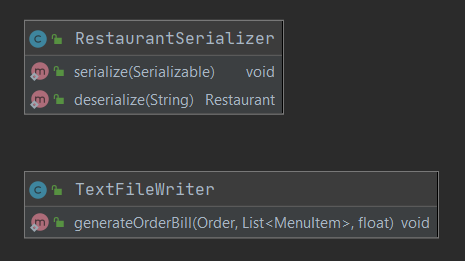 RestaurantSerializer
serialize(Serializable) void
deserialize(String) Restaurant
TextFileWriter
generateOrderBill(Order, List<MenuItem>, float) void